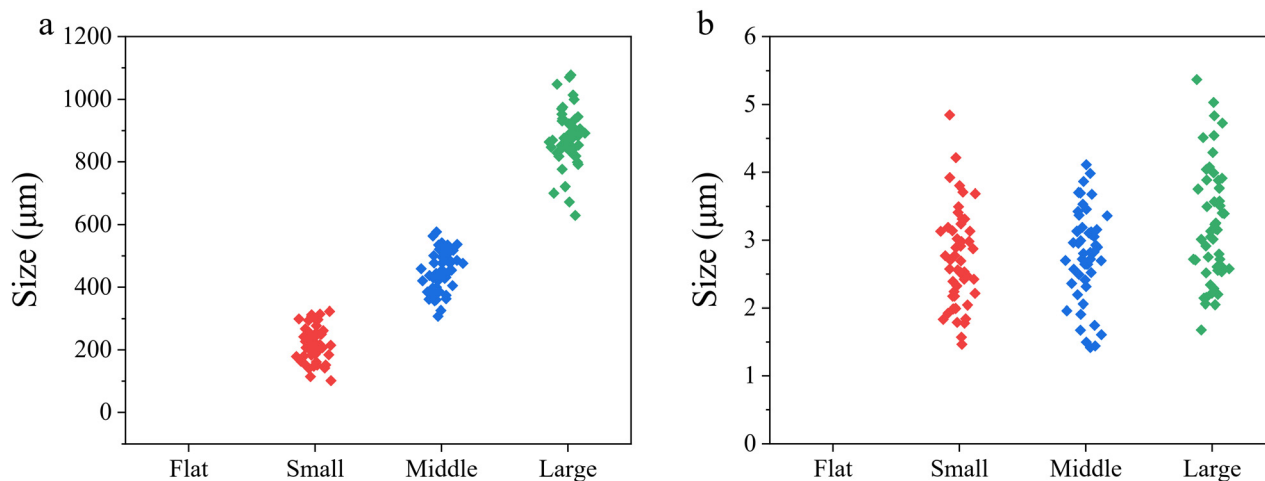 a
Size (μm)
1200
1000
800
600
400
200
0
Flat Small Middle Large
b
Size (μm)
6
5
4
3
2
1
0
Flat Small Middle Large